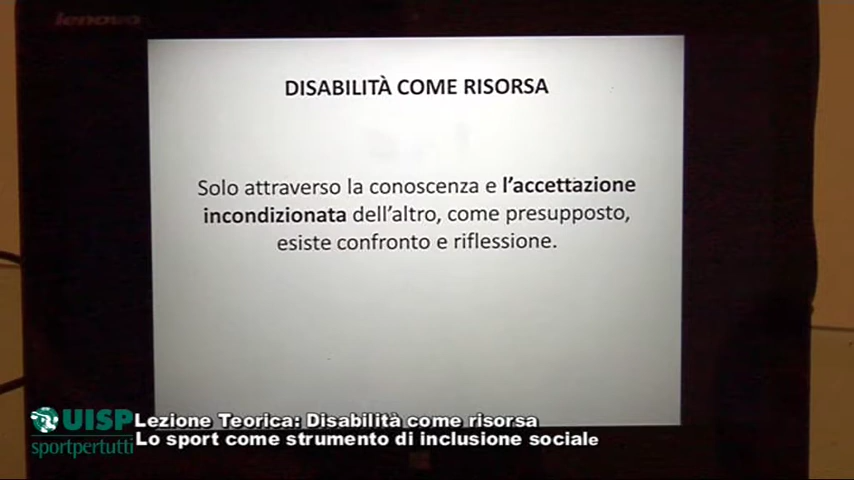 lenovo
DISABILITÀ COME RISORSA
Solo attraverso la conoscenza e l'accettazione
incondizionata dell'altro, come presupposto,
esiste confronto e riflessione.
UISP
sportpertutti
Lezione Teorica: Disabilità come risorsa
Lo sport come strumento di inclusione sociale